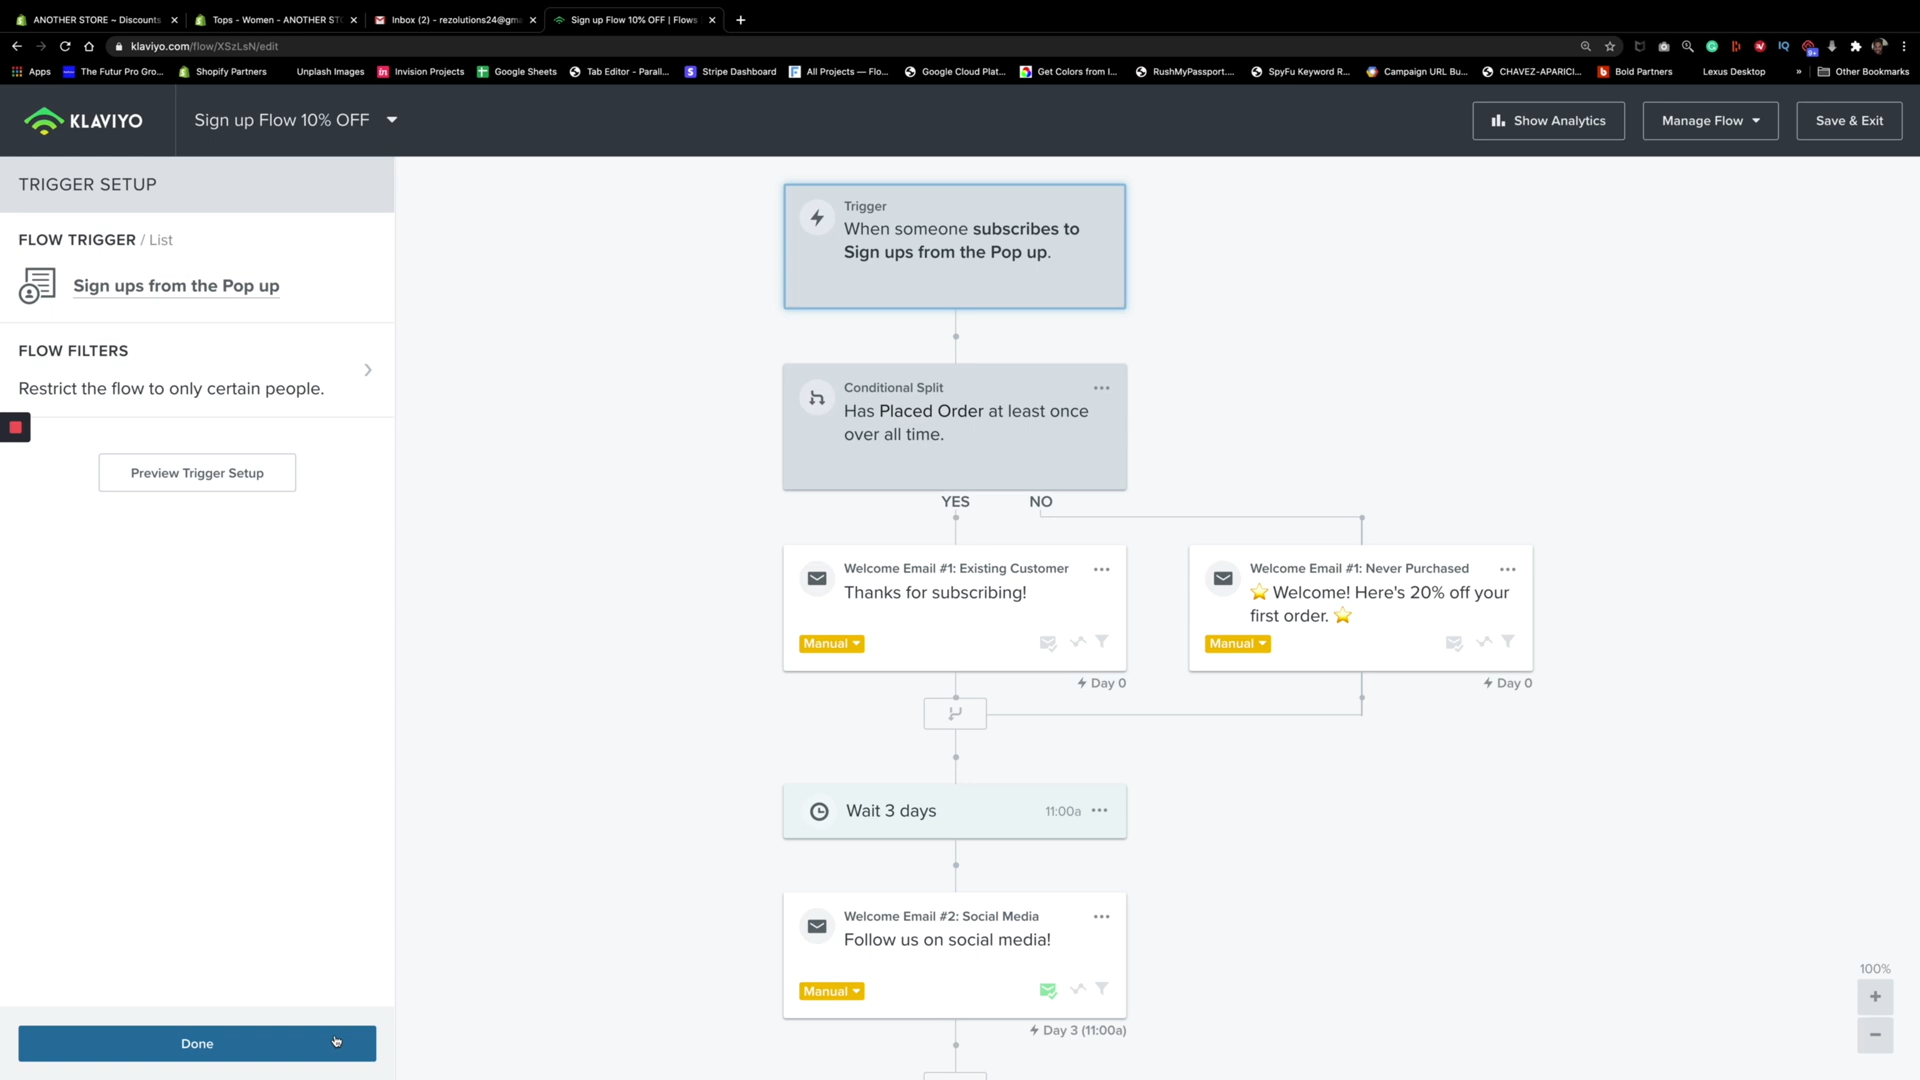 ANOTHER STORE ~ Discounts
Tops - Women - ANOTHER ST
Inbox (2) - rezolutions24@gm
Sign up Flow 10% OFF | Flows
klaviyo.com/flow/XSzLsN/edit
Apps
The Futur Pro Gro...
Shopify Partners
Unplash Images
Invision Projects
Google Sheets
Tab Editor - Parall...
Stripe Dashboard
All Projects — Flo...
Google Cloud Plat...
Get Colors from I...
RushMyPassport....
SpyFu Keyword R...
Campaign URL Bu...
CHAVEZ-APARICI...
Bold Partners
Lexus Desktop
»
Other Bookmarks
KLAVIYO
Sign up Flow 10% OFF
Show Analytics
Manage Flow
Save & Exit
TRIGGER SETUP
FLOW TRIGGER / List
Sign ups from the Pop up
FLOW FILTERS
Restrict the flow to only certain people.
Preview Trigger Setup
Done
Trigger
When someone subscribes to
Sign ups from the Pop up.
Conditional Split
Has Placed Order at least once
over all time.
YES
NO
Welcome Email #1: Existing Customer
Thanks for subscribing!
Manual
Day 0
Welcome Email #1: Never Purchased
⭐ Welcome! Here's 20% off your
first order. ⭐
Manual
Day 0
Wait 3 days
11:00a
Welcome Email #2: Social Media
Follow us on social media!
Manual
Day 3 (11:00a)
100%